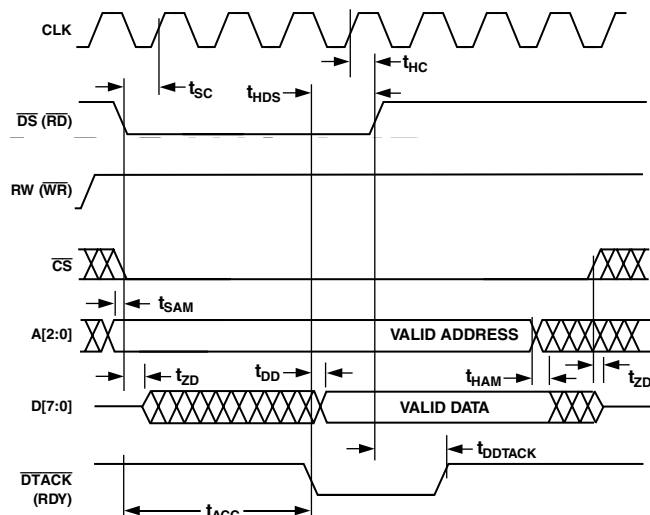 CLK
tSC
tHC
tHDS
DS (RD)
RW (WR)
CS
tSAM
A[2:0]
VALID ADDRESS
tZD
tDD
tHAM
tZD
D[7:0]
VALID DATA
tDDTACK
DTACK
(RDY)
tACC